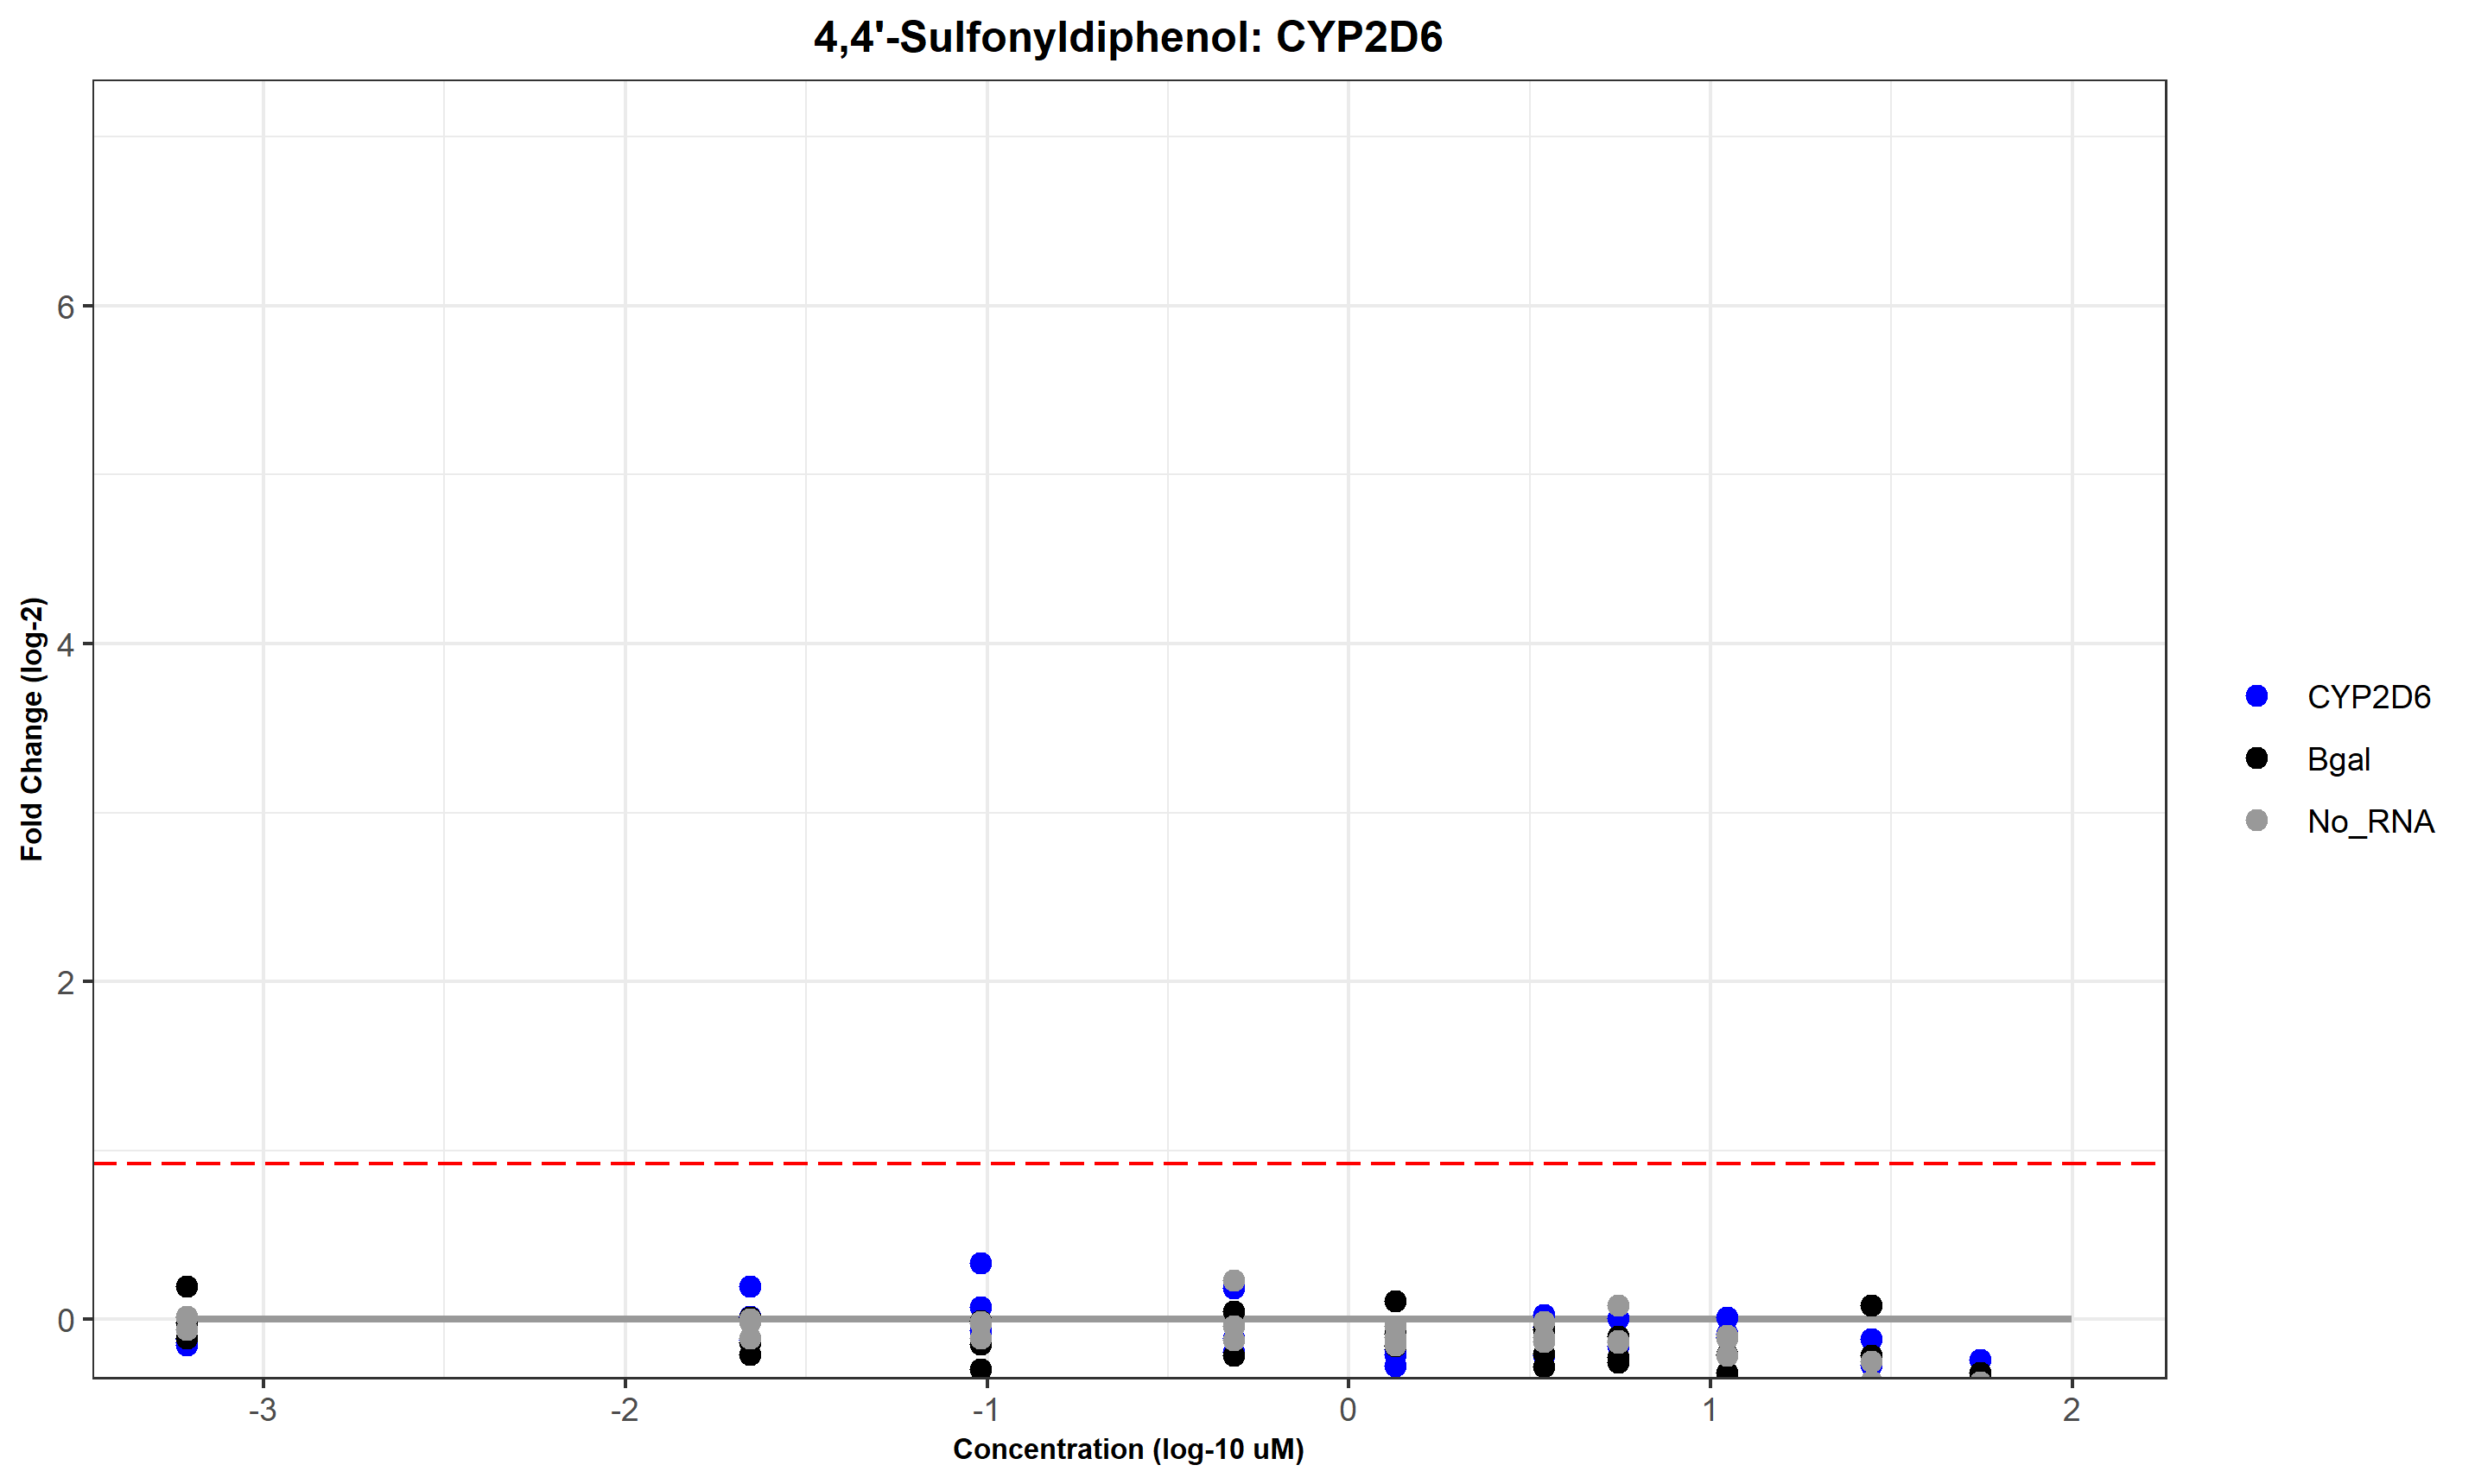 4,4'-Sulfonyldiphenol: CYP2D6
Fold Change (log-2)
6
4
2
0
-3
-2
-1
0
1
2
Concentration (log-10 uM)
CYP2D6
Bgal
No_RNA